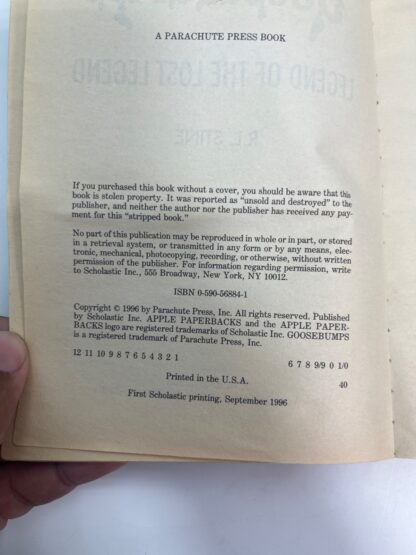 A PARACHUTE PRESS BOOK
LEGEND OF THE LOST LEGEND
R.L. STINE
If you purchased this book without a cover, you should be aware that this
book is stolen property. It was reported as "unsold and destroyed" to the
publisher, and neither the author nor the publisher has received any pay-
ment for this "stripped book."
No part of this publication may be reproduced in whole or in part, or stored
in a retrieval system, or transmitted in any form or by any means, elec-
tronic, mechanical, photocopying, recording, or otherwise, without written
permission of the publisher. For information regarding permission, write
to Scholastic Inc., 555 Broadway, New York, NY 10012.
ISBN 0-590-56884-1
Copyright © 1996 by Parachute Press, Inc. All rights reserved. Published
by Scholastic Inc. APPLE PAPERBACKS and the APPLE PAPER-
BACKS logo are registered trademarks of Scholastic Inc. GOOSEBUMPS
is a registered trademark of Parachute Press, Inc.
12 11 10 9 8 7 6 5 4 3 2 1
6 7 8 9/9 0 1/0
Printed in the U.S.A.
40
First Scholastic printing, September 1996